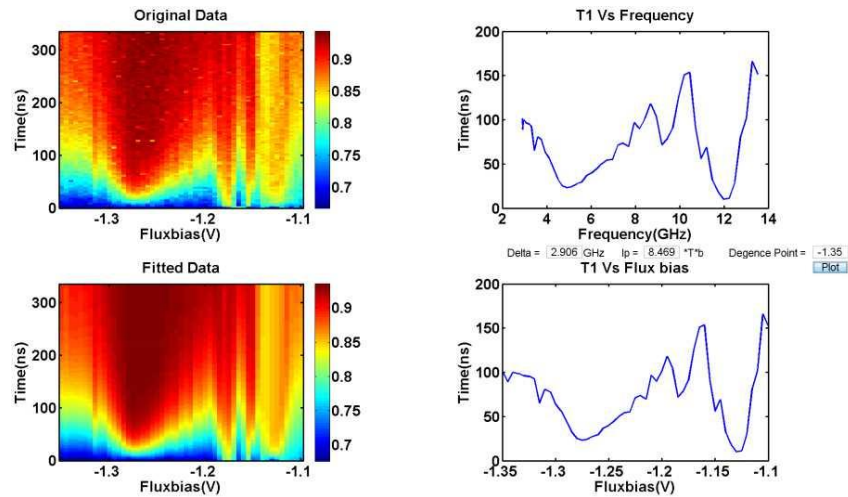 Original Data
Time(ns)
300
200
100
0
-1.3 -1.2 -1.1
Fluxbias(V)
0.9
0.85
0.8
0.75
0.7
T1 Vs Frequency
Time(ns)
200
150
100
50
0
2 4 6 8 10 12 14
Frequency(GHz)
Delta = 2.906 GHz Ip = 8.469 *T*b Degence Point = -1.35
Plot
Fitted Data
Time(ns)
300
200
100
0
-1.3 -1.2 -1.1
Fluxbias(V)
0.9
0.85
0.8
0.75
0.7
T1 Vs Flux bias
Time(ns)
200
150
100
50
0
-1.35 -1.3 -1.25 -1.2 -1.15 -1.1
Fluxbias(V)